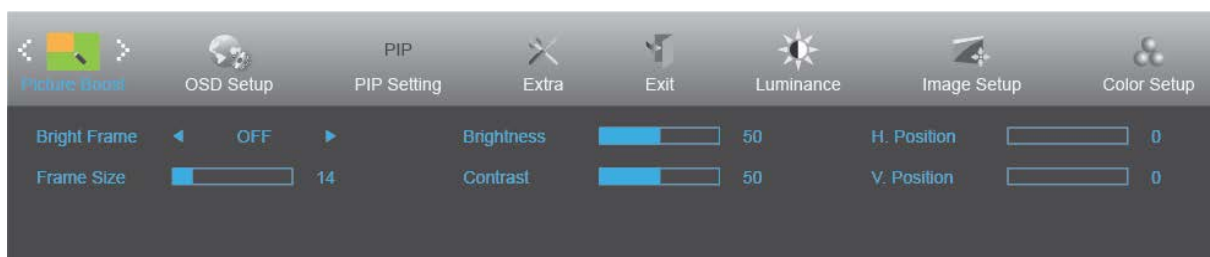 PIP
Picture Boost OSD Setup PIP Setting Extra Exit Luminance Image Setup Color Setup
Bright Frame OFF Brightness 50 H. Position 0
Frame Size 14 Contrast 50 V. Position 0